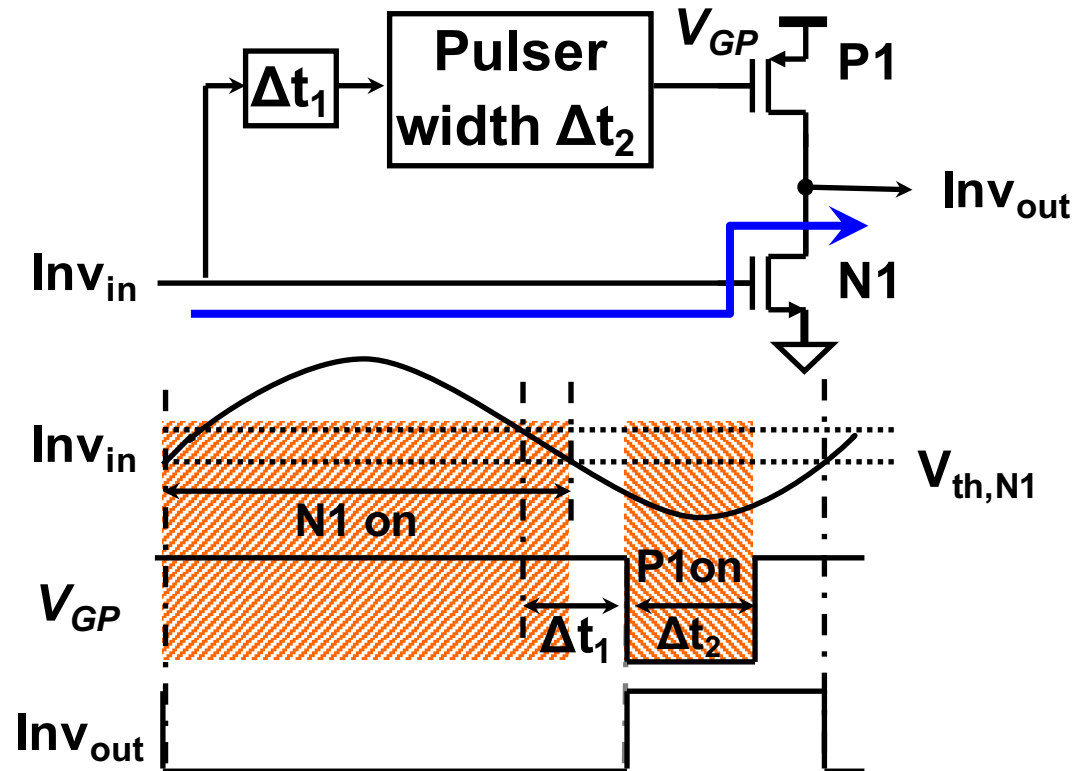 V_GP
P1
Δt₁
Pulser
width Δt₂
Inv_out
Inv_in
N1
Inv_in
V_th,N1
N1 on
P1on
V_GP
Δt₁
Δt₂
Inv_out